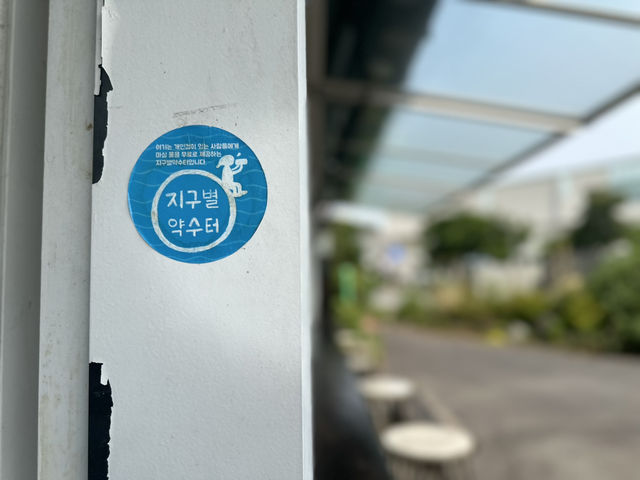 여기는 개인컵이 있는 사람들에게
마실 물을 무료로 제공하는
지구별약수터입니다.
지구별
약수터